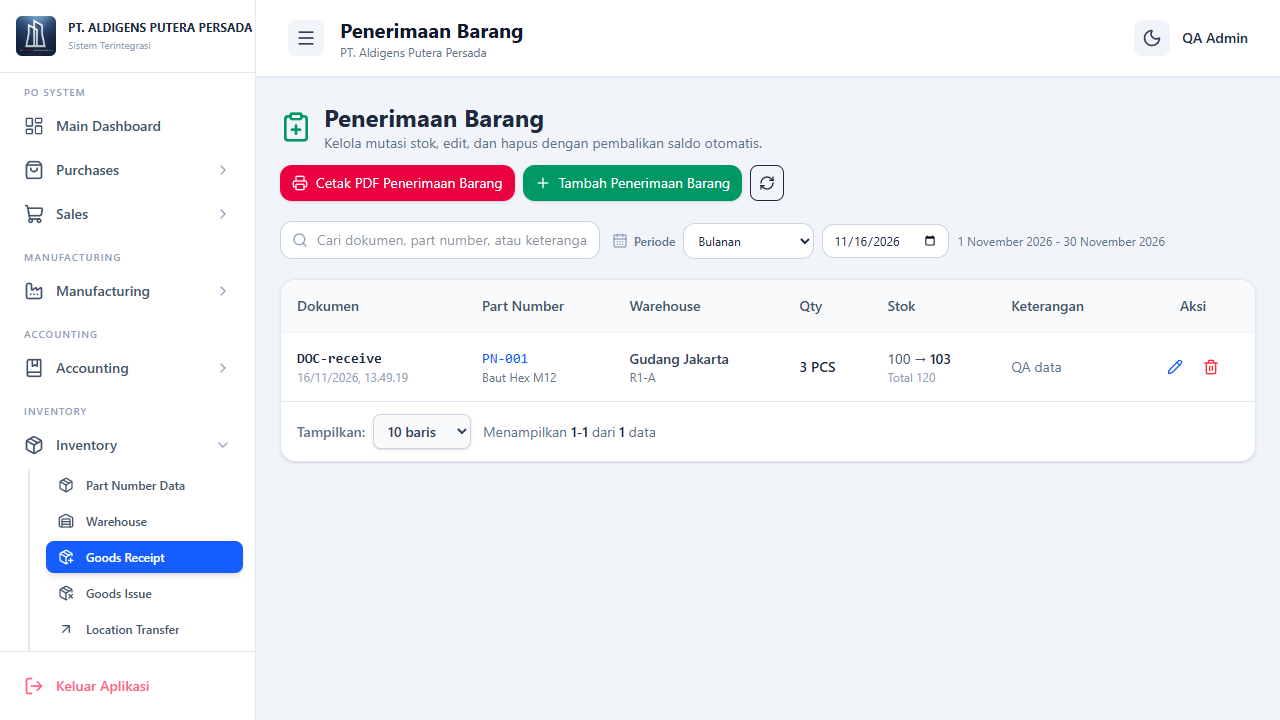 PT. ALDIGENS PUTERA PERSADA
Sistem Terintegrasi
PO SYSTEM
Main Dashboard
Purchases
Sales
MANUFACTURING
Manufacturing
ACCOUNTING
Accounting
INVENTORY
Inventory
Part Number Data
Warehouse
Goods Receipt
Goods Issue
Location Transfer
Keluar Aplikasi
Penerimaan Barang
PT. Aldigens Putera Persada
QA Admin
Penerimaan Barang
Kelola mutasi stok, edit, dan hapus dengan pembalikan saldo otomatis.
Cetak PDF Penerimaan Barang
Tambah Penerimaan Barang
Cari dokumen, part number, atau keteranga
Periode
Bulanan
11/16/2026
1 November 2026 - 30 November 2026
Dokumen Part Number Warehouse Qty Stok Keterangan Aksi
DOC-receive PN-001 Gudang Jakarta 3 PCS 100 → 103 QA data
16/11/2026, 13.49.19 Baut Hex M12 R1-A Total 120
Tampilkan: 10 baris Menampilkan 1-1 dari 1 data